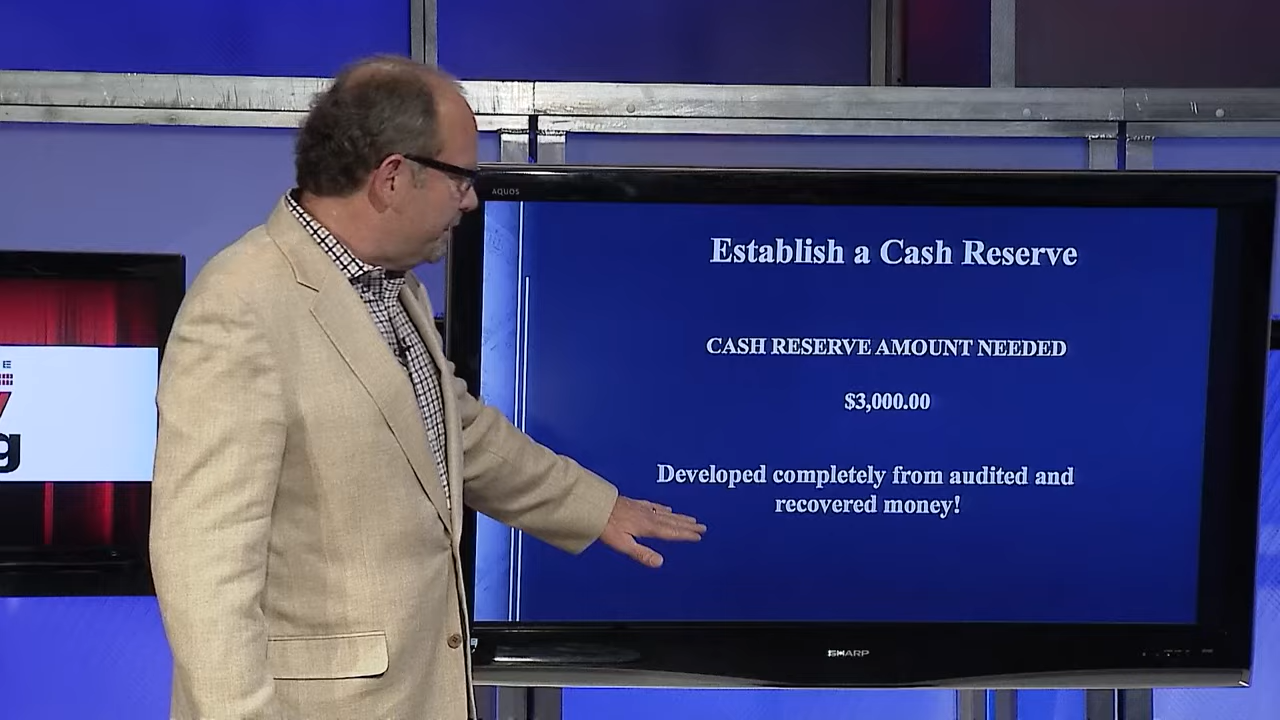 AQUOS
Establish a Cash Reserve
CASH RESERVE AMOUNT NEEDED
$3,000.00
Developed completely from audited and
recovered money!
SHARP